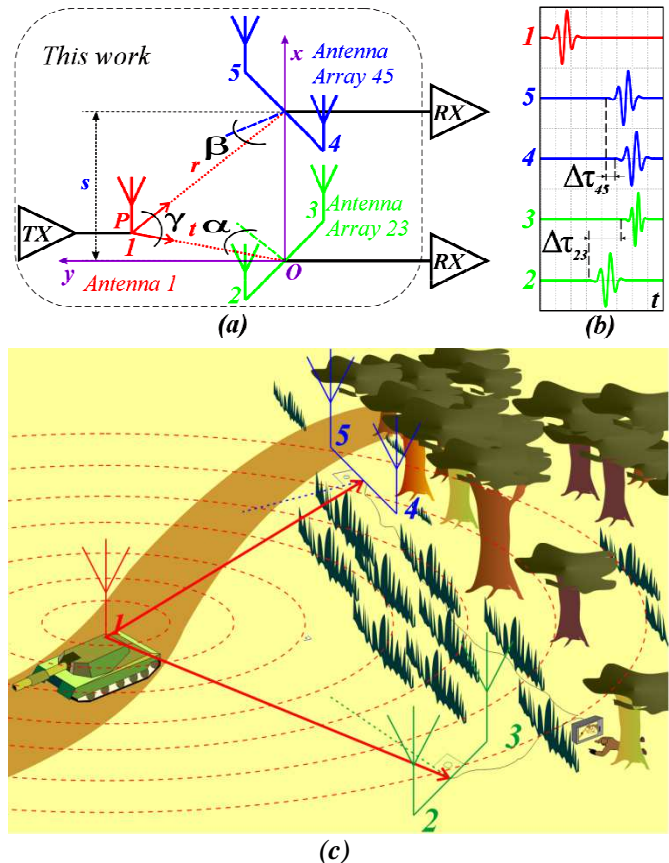 This work
5
x
Antenna
Array 45
β
RX
r
4
s
P
3
Antenna
Array 23
TX
1
γ
t
α
y
Antenna 1
2
O
RX
(a)
1
5
4
Δτ45
3
Δτ23
2
t
(b)
5
4
1
3
2
(c)